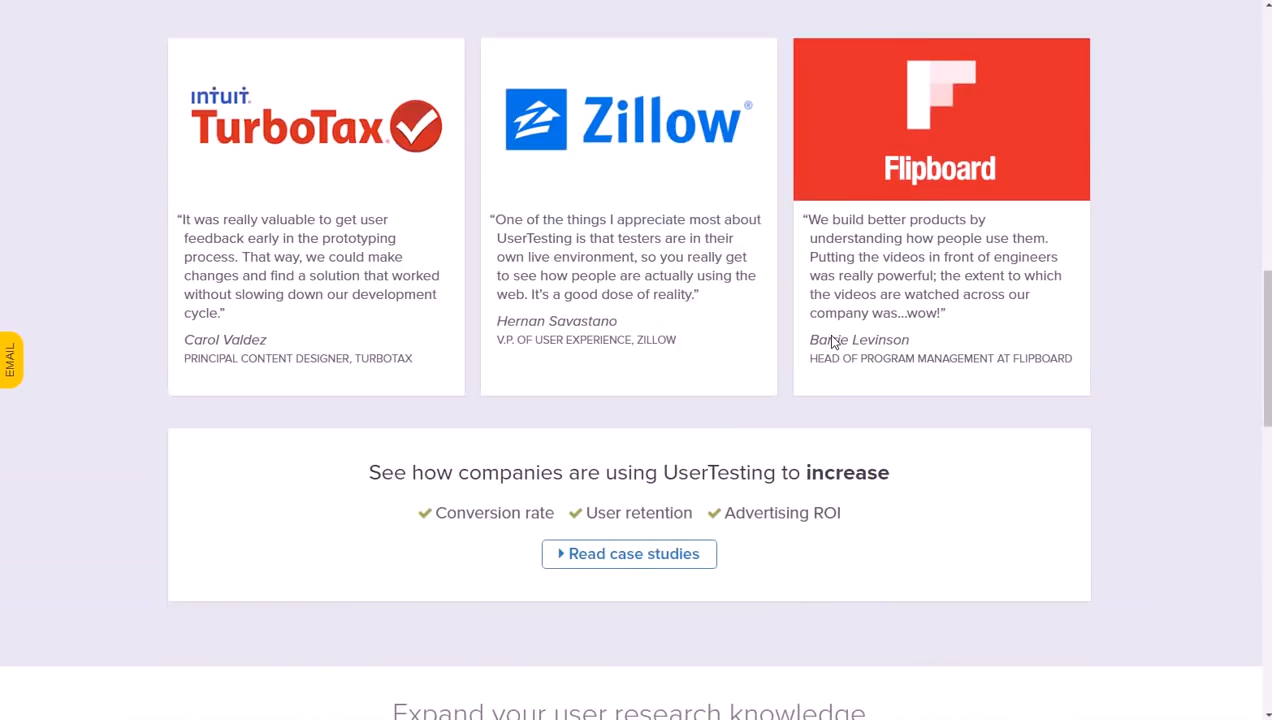 intuit.
TurboTax
Zillow®
Flipboard
“It was really valuable to get user
feedback early in the prototyping
process. That way, we could make
changes and find a solution that worked
without slowing down our development
cycle.”
Carol Valdez
PRINCIPAL CONTENT DESIGNER, TURBOTAX
“One of the things I appreciate most about
UserTesting is that testers are in their
own live environment, so you really get
to see how people are actually using the
web. It’s a good dose of reality.”
Hernan Savastano
V.P. OF USER EXPERIENCE, ZILLOW
“We build better products by
understanding how people use them.
Putting the videos in front of engineers
was really powerful; the extent to which
the videos are watched across our
company was...wow!”
Levinson
HEAD OF PROGRAM MANAGEMENT AT FLIPBOARD
EMAIL
See how companies are using UserTesting to increase
Conversion rate User retention Advertising ROI
Read case studies
Expand your user research knowledge